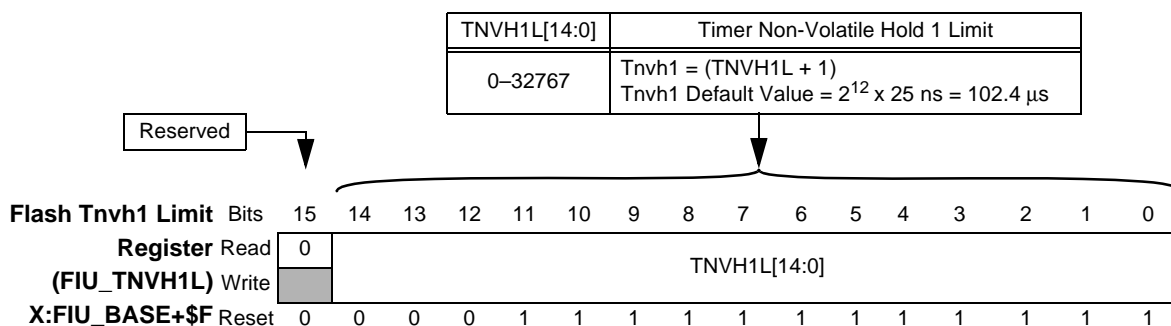 TNVH1L[14:0] Timer Non-Volatile Hold 1 Limit
0–32767 Tnvh1 = (TNVH1L + 1)
Tnvh1 Default Value = 2^12 x 25 ns = 102.4 μs
Reserved
Flash Tnvh1 Limit Bits 15 14 13 12 11 10 9 8 7 6 5 4 3 2 1 0
Register Read 0 TNVH1L[14:0]
(FIU_TNVH1L) Write
X:FIU_BASE+$F Reset 0 0 0 0 1 1 1 1 1 1 1 1 1 1 1 1